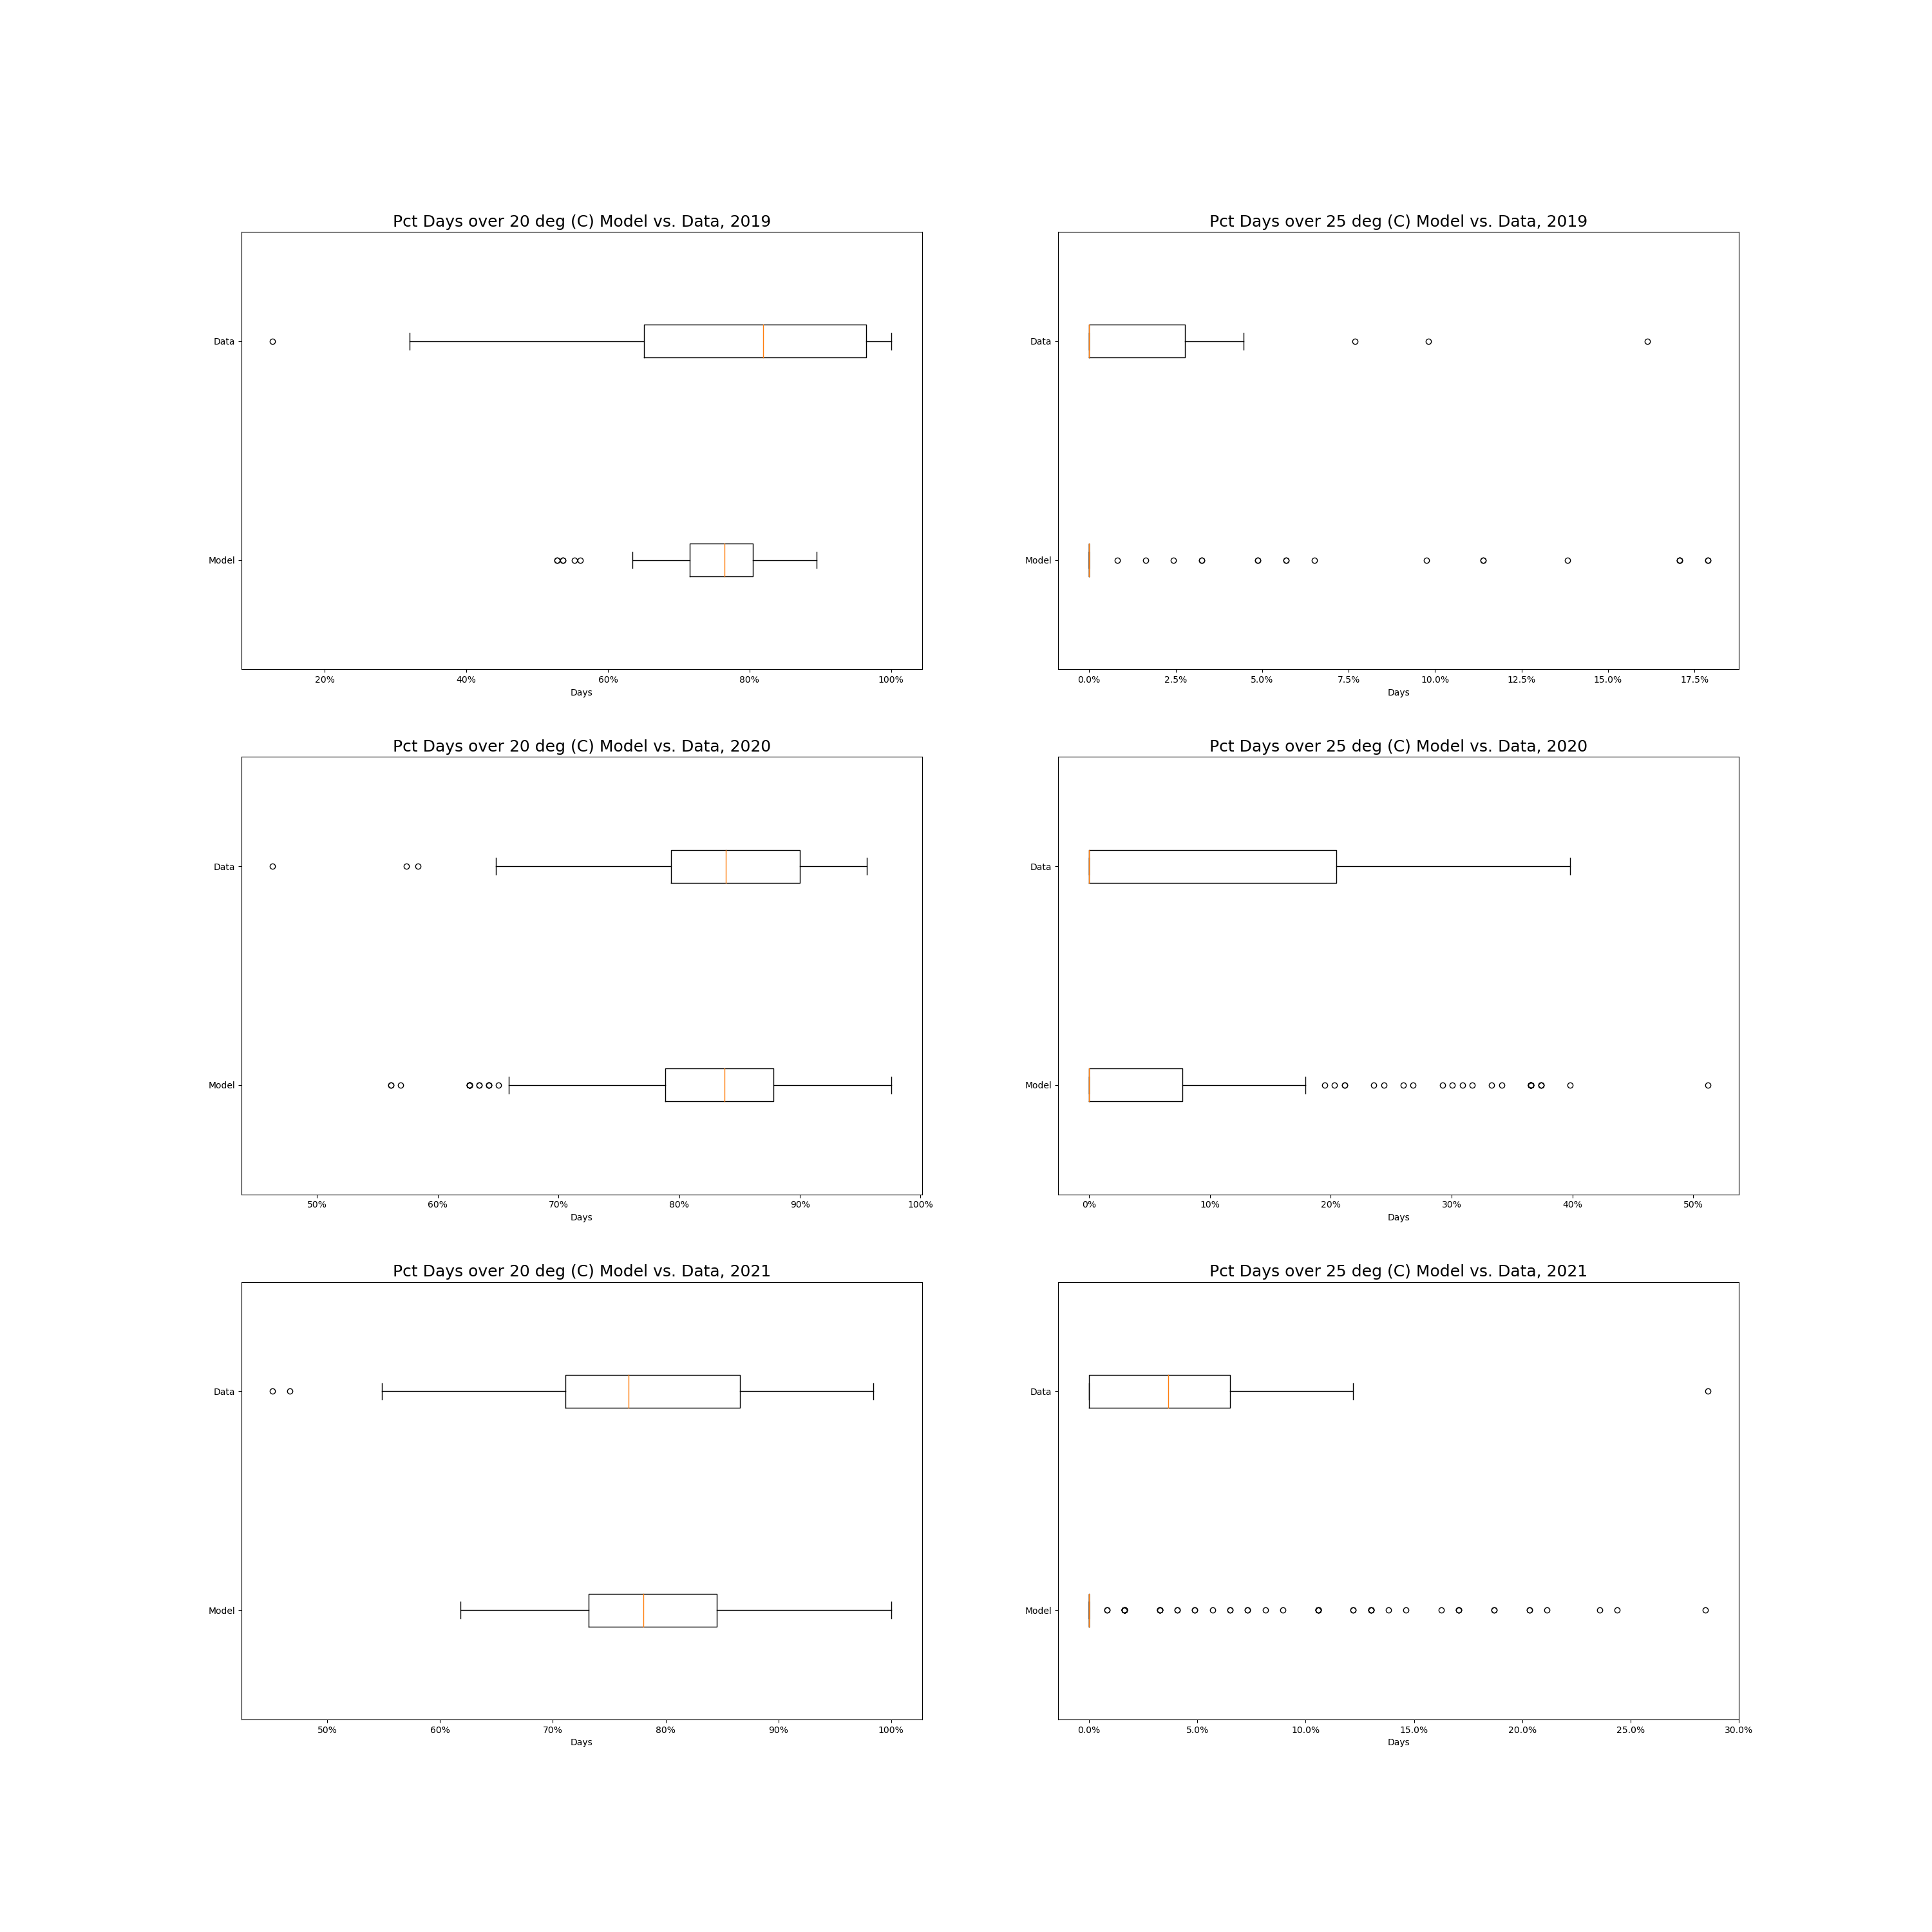 Pct Days over 20 deg (C) Model vs. Data, 2019
Data
Model
20% 40% 60% 80% 100%
Days
Pct Days over 25 deg (C) Model vs. Data, 2019
Data
Model
0.0% 2.5% 5.0% 7.5% 10.0% 12.5% 15.0% 17.5%
Days
Pct Days over 20 deg (C) Model vs. Data, 2020
Data
Model
50% 60% 70% 80% 90% 100%
Days
Pct Days over 25 deg (C) Model vs. Data, 2020
Data
Model
0% 10% 20% 30% 40% 50%
Days
Pct Days over 20 deg (C) Model vs. Data, 2021
Data
Model
50% 60% 70% 80% 90% 100%
Days
Pct Days over 25 deg (C) Model vs. Data, 2021
Data
Model
0.0% 5.0% 10.0% 15.0% 20.0% 25.0% 30.0%
Days